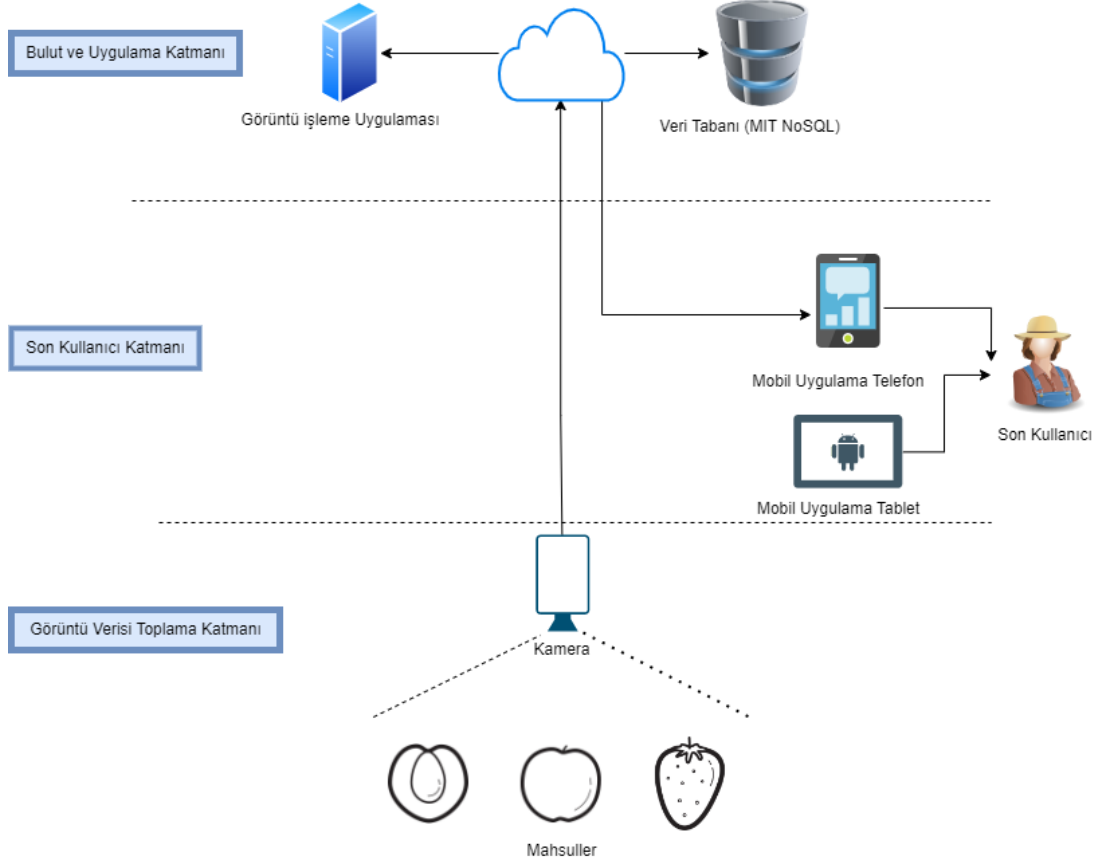 Bulut ve Uygulama Katmanı
Görüntü işleme Uygulaması
Veri Tabanı (MIT NoSQL)
Son Kullanıcı Katmanı
Mobil Uygulama Telefon
Son Kullanıcı
Mobil Uygulama Tablet
Görüntü Verisi Toplama Katmanı
Kamera
Mahsuller